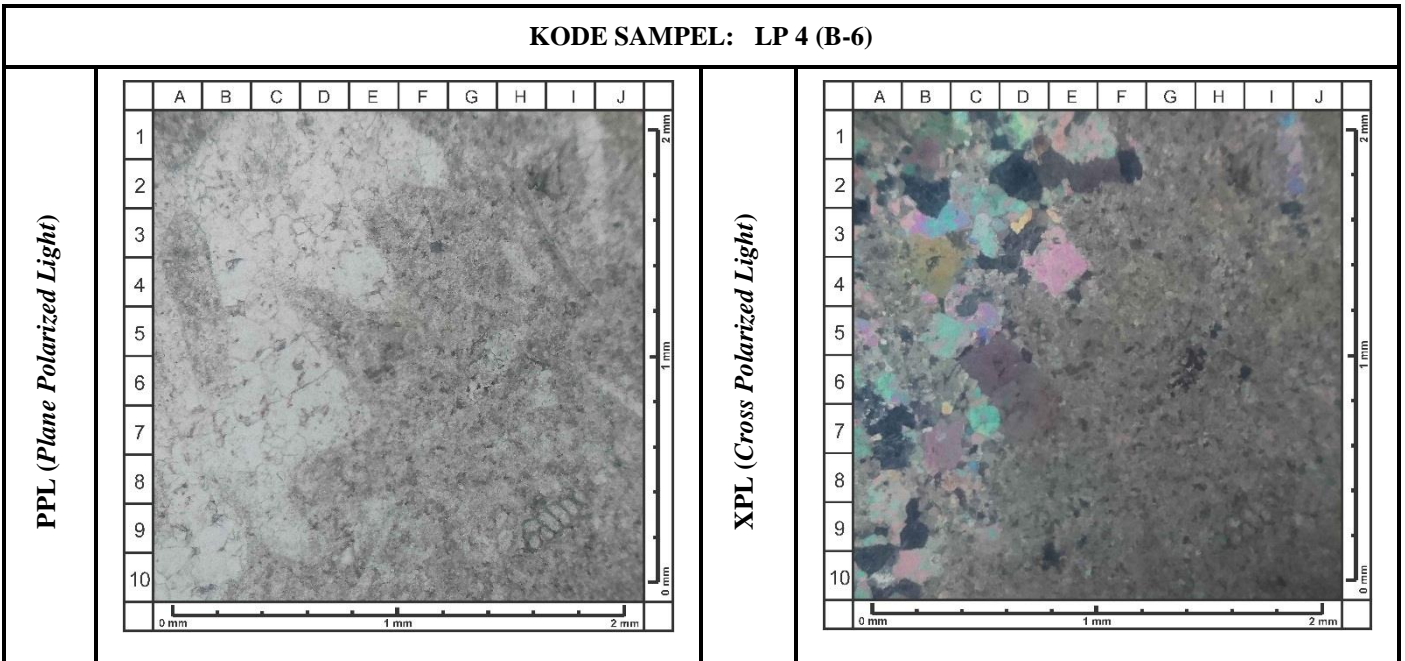 KODE SAMPEL: LP 4 (B-6)
PPL (Plane Polarized Light)
A B C D E F G H I J
1
2
3
4
5
6
7
8
9
10
2 mm
1 mm
0 mm
0 mm 1 mm 2 mm
XPL (Cross Polarized Light)
A B C D E F G H I J
1
2
3
4
5
6
7
8
9
10
2 mm
1 mm
0 mm
0 mm 1 mm 2 mm